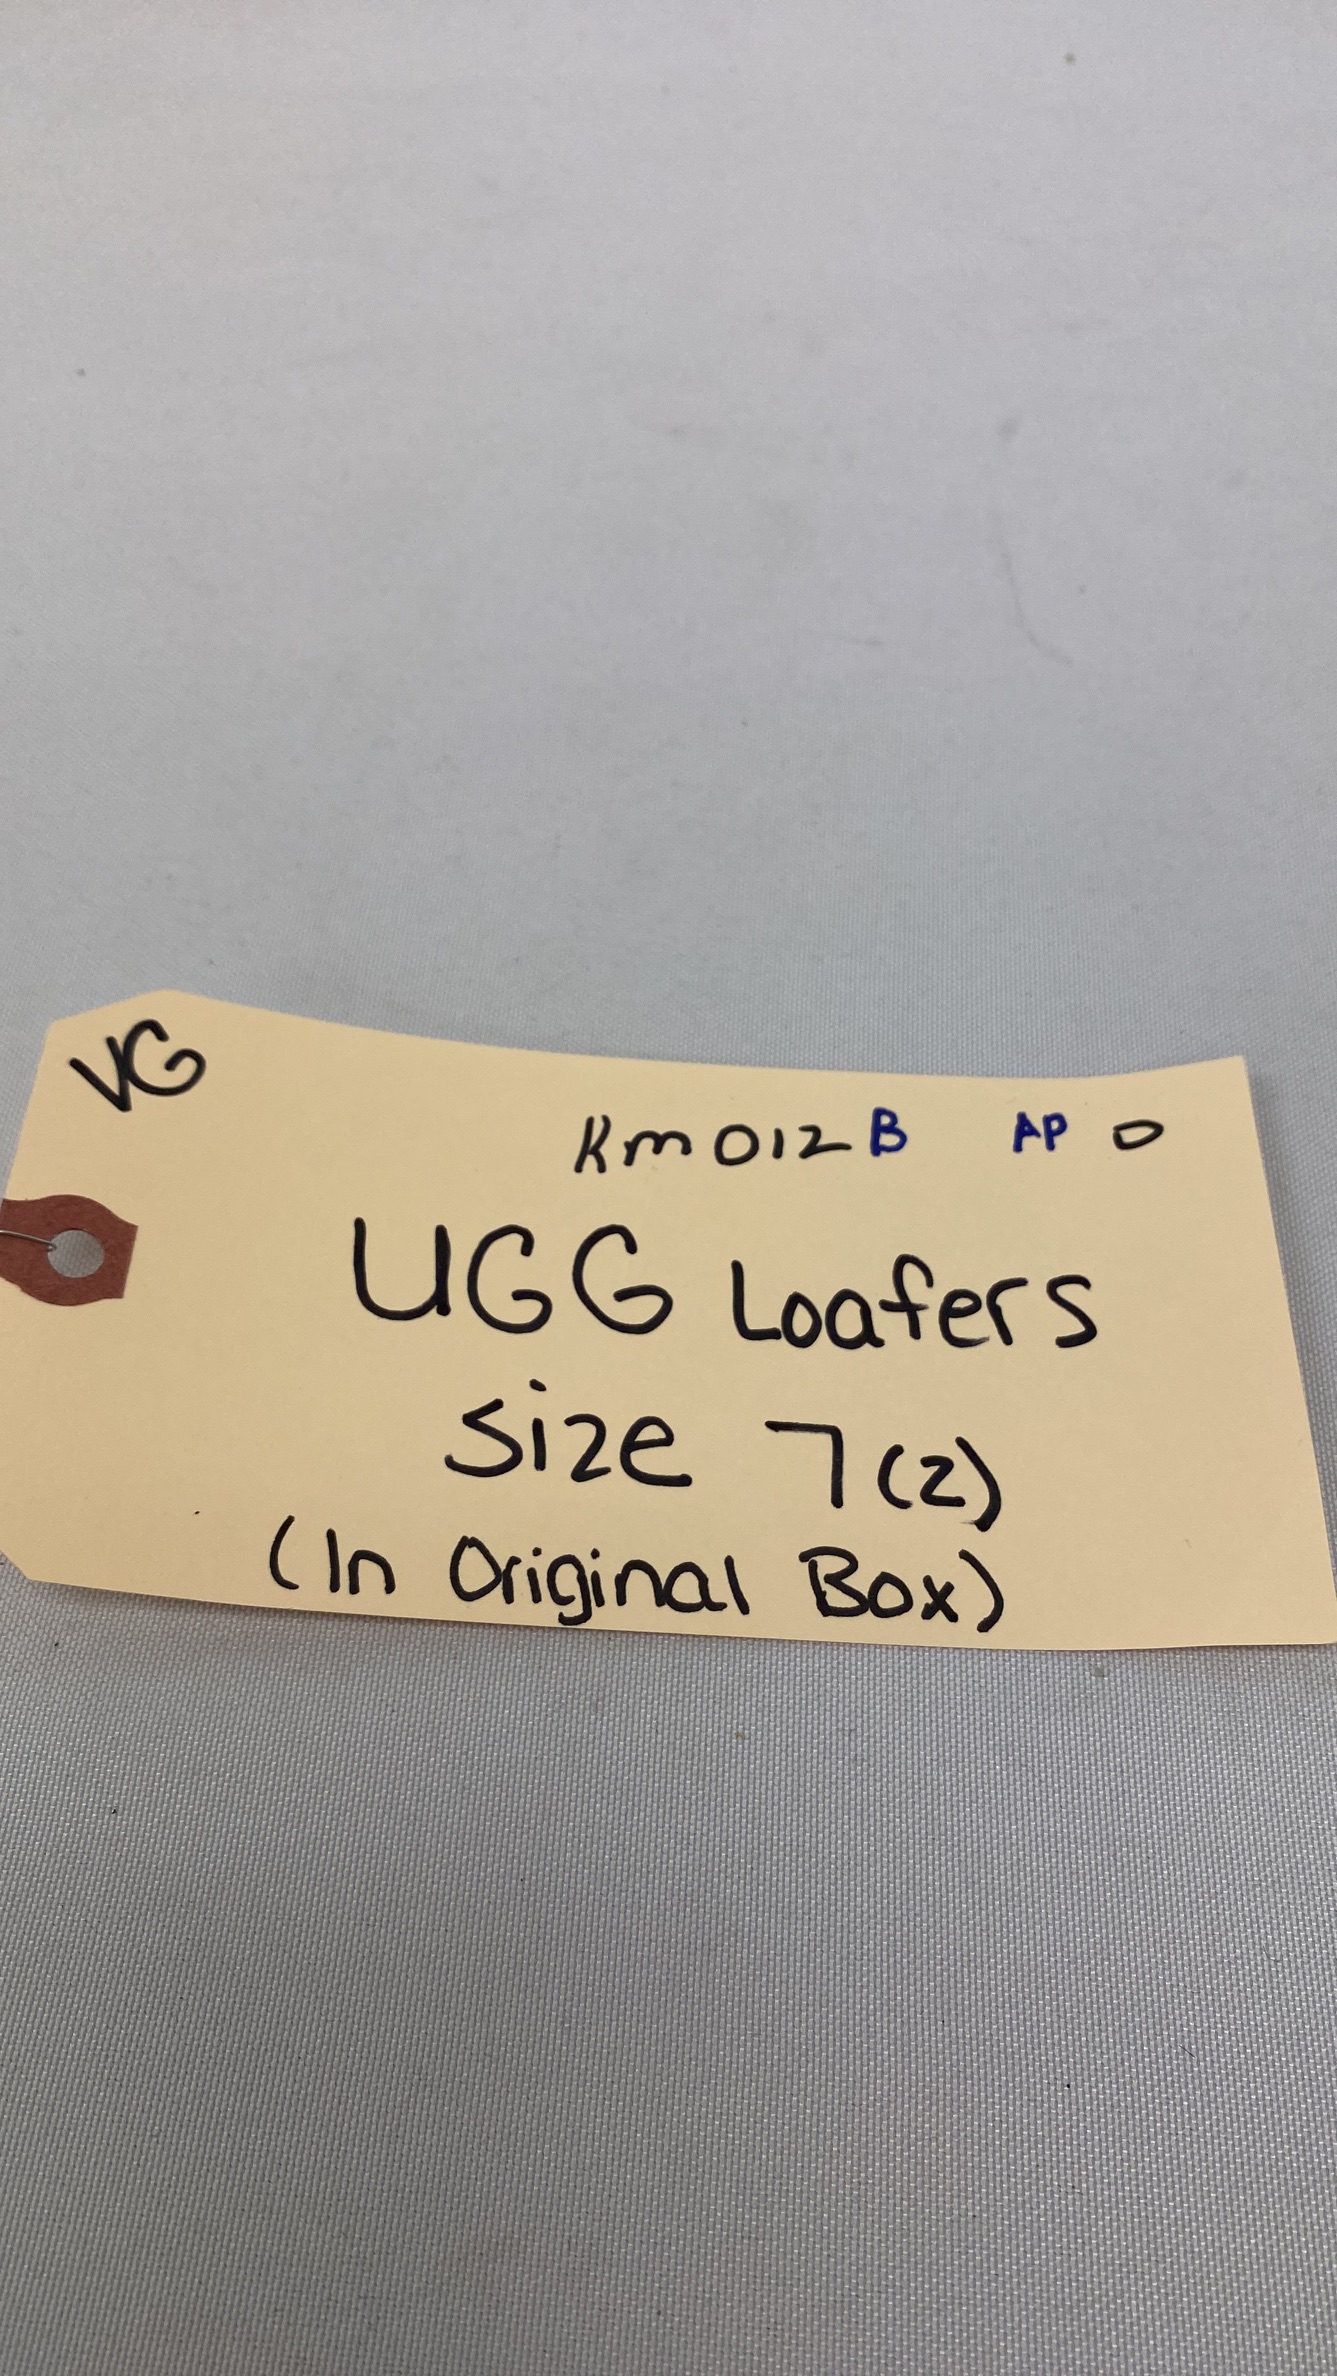 VG
Km012B AP 0
UGG Loafers
Size 7(2)
(In Original Box)